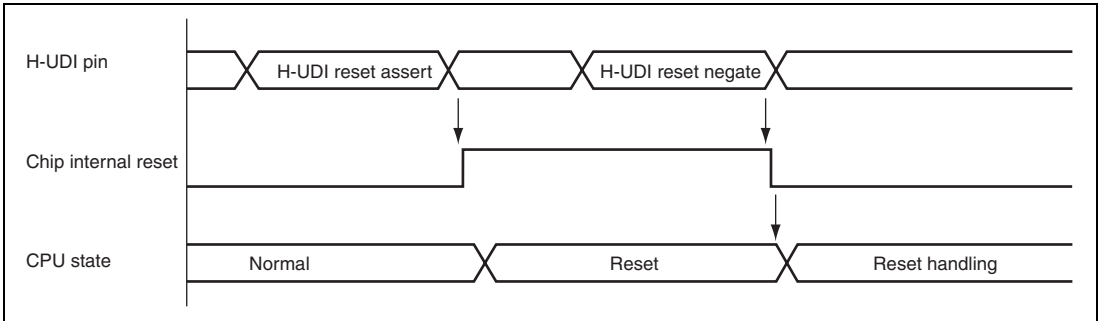 H-UDI pin
H-UDI reset assert
H-UDI reset negate
Chip internal reset
CPU state
Normal
Reset
Reset handling